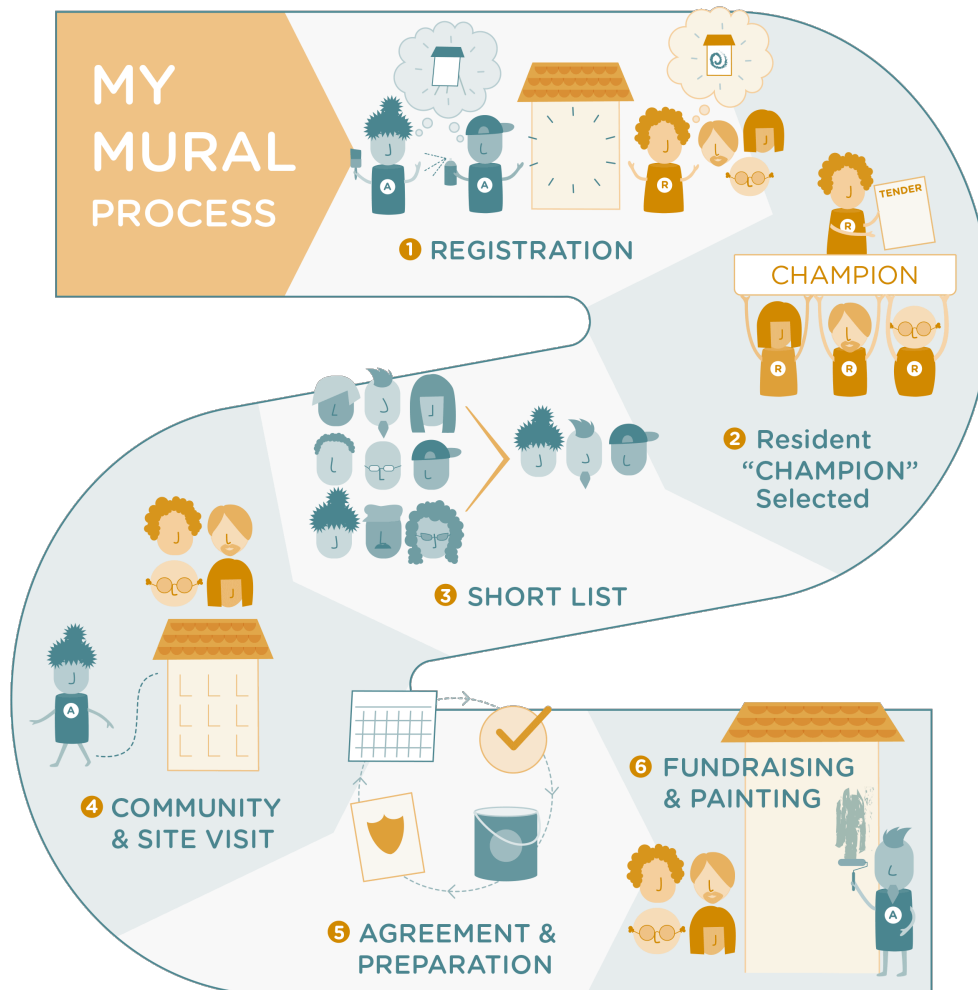 MY
MURAL
PROCESS
A
A
R
1 REGISTRATION
TENDER
R
CHAMPION
R
R
R
2 Resident
“CHAMPION”
Selected
3 SHORT LIST
A
4 COMMUNITY
& SITE VISIT
5 AGREEMENT &
PREPARATION
6 FUNDRAISING
& PAINTING
A